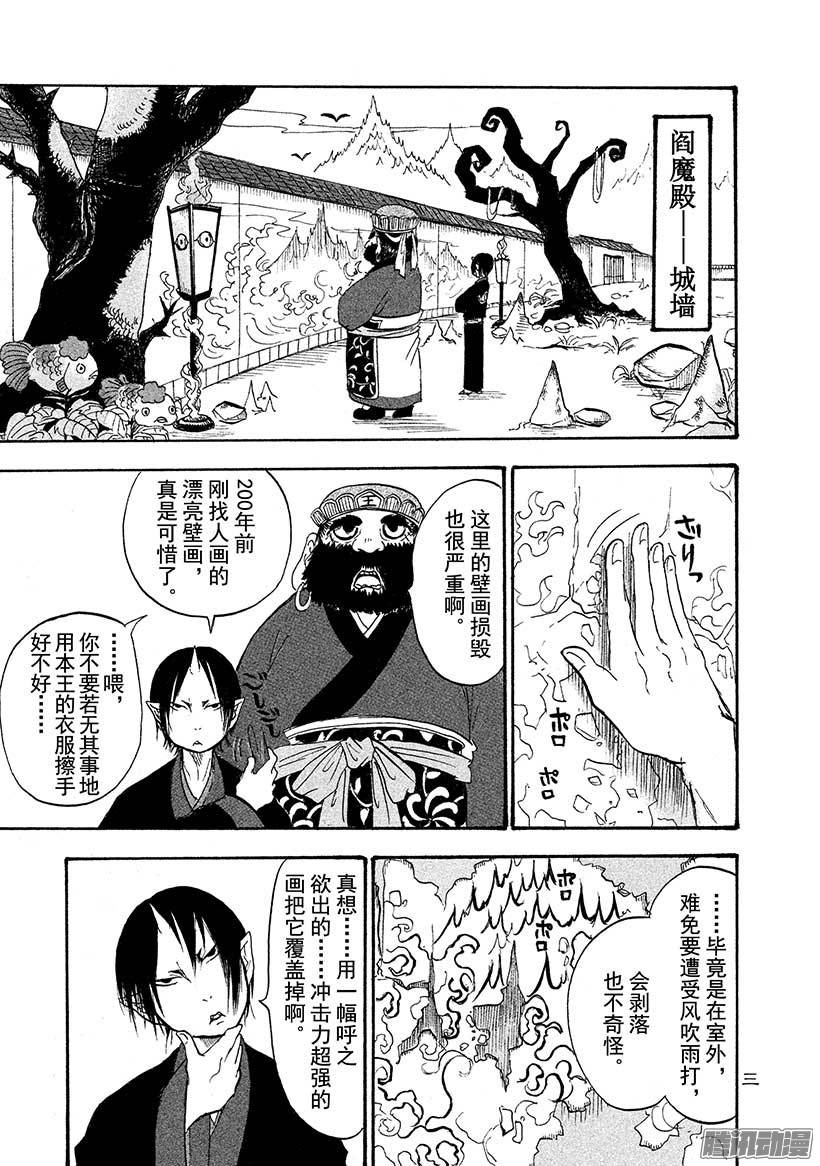 阎魔殿——城墙
ざりっ
ポロ
ポロ
这里的壁画损毁
也很严重啊。
王
200年前
刚找人画的
漂亮壁画，
真是可惜了。
ごしごし
……喂，
你不要若无其事地
用本王的衣服擦手
好不好……
……毕竟是在室外，
难免要遭受风吹雨打，
会剥落
也不奇怪。
ポロ
ポロ
真想……用一幅呼之
欲出的……冲击力超强的
画把它覆盖掉啊。
三
腾讯动漫